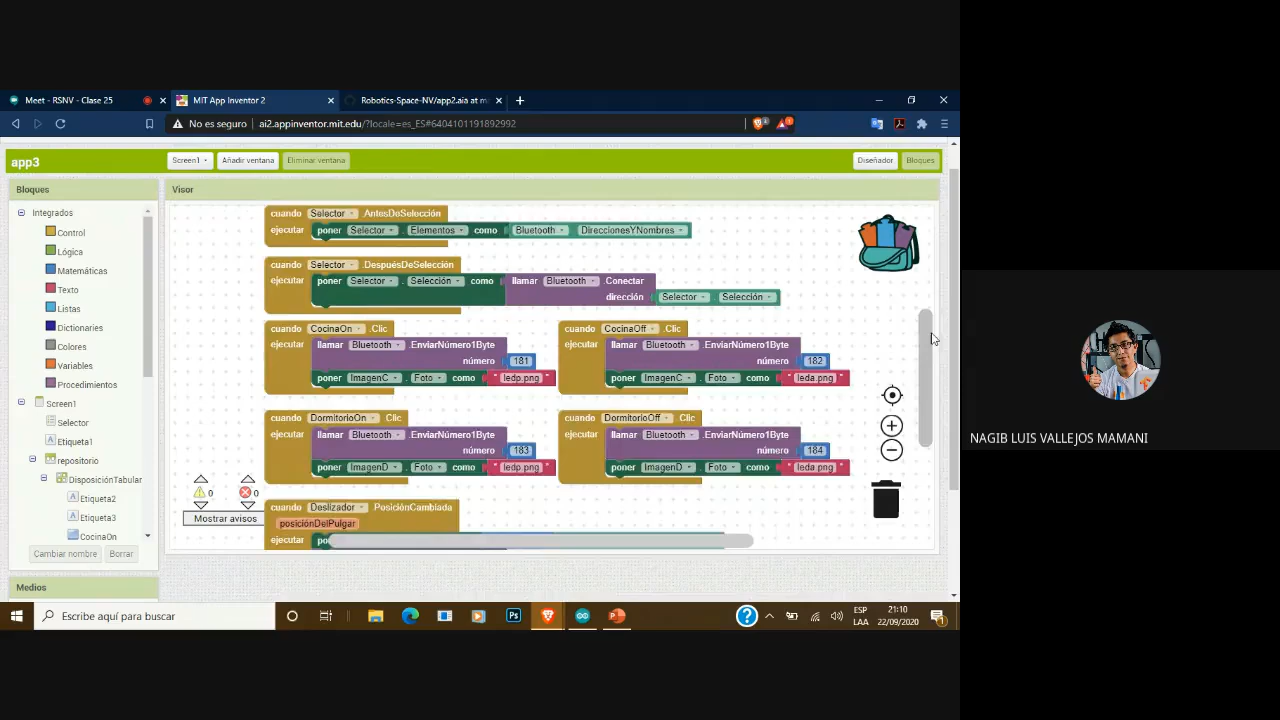 Meet - RSNV - Clase 25
MIT App Inventor 2
Robotics-Space-NV/app2.aia at m
No es seguro
ai2.appinventor.mit.edu/?locale=es_ES#6404101191892992
app3
Screen1
Añadir ventana
Eliminar ventana
Diseñador
Bloques
Bloques
Visor
Integrados
Control
Lógica
Matemáticas
Texto
Listas
Dictionaries
Colores
Variables
Procedimientos
Screen1
Selector
Etiqueta1
repositorio
DisposiciónTabular
Etiqueta2
Etiqueta3
CocinaOn
Cambiar nombre
Borrar
Medios
cuando Selector .AntesDeSelección
ejecutar poner Selector . Elementos como Bluetooth . DireccionesYNombres
cuando Selector .DespuésDeSelección
ejecutar poner Selector . Selección como llamar Bluetooth .Conectar
dirección Selector . Selección
cuando CocinaOn .Clic
ejecutar llamar Bluetooth .EnviarNúmero1Byte
número 181
poner ImagenC . Foto como " ledp.png "
cuando CocinaOff .Clic
ejecutar llamar Bluetooth .EnviarNúmero1Byte
número 182
poner ImagenC . Foto como " leda.png "
cuando DormitorioOn .Clic
ejecutar llamar Bluetooth .EnviarNúmero1Byte
número 183
poner ImagenD . Foto como " ledp.png "
cuando DormitorioOff .Clic
ejecutar llamar Bluetooth .EnviarNúmero1Byte
número 184
poner ImagenD . Foto como " leda.png "
cuando Deslizador .PosiciónCambiada
posiciónDelPulgar
ejecutar
0
0
Mostrar avisos
NAGIB LUIS VALLEJOS MAMANI
Escribe aquí para buscar
ESP
LAA
21:10
22/09/2020